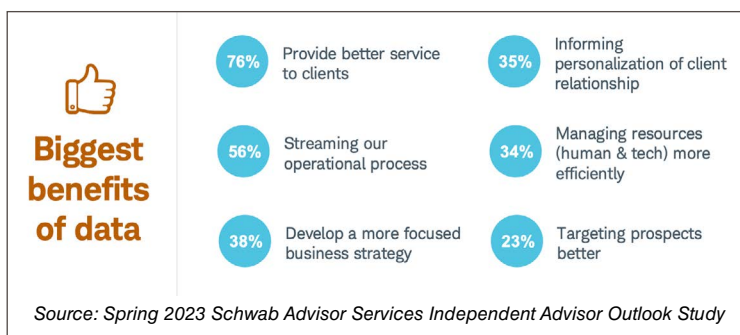 Biggest
benefits
of data
76%
Provide better service
to clients
56%
Streaming our
operational process
38%
Develop a more focused
business strategy
35%
Informing
personalization of client
relationship
34%
Managing resources
(human & tech) more
efficiently
23%
Targeting prospects
better
Source: Spring 2023 Schwab Advisor Services Independent Advisor Outlook Study